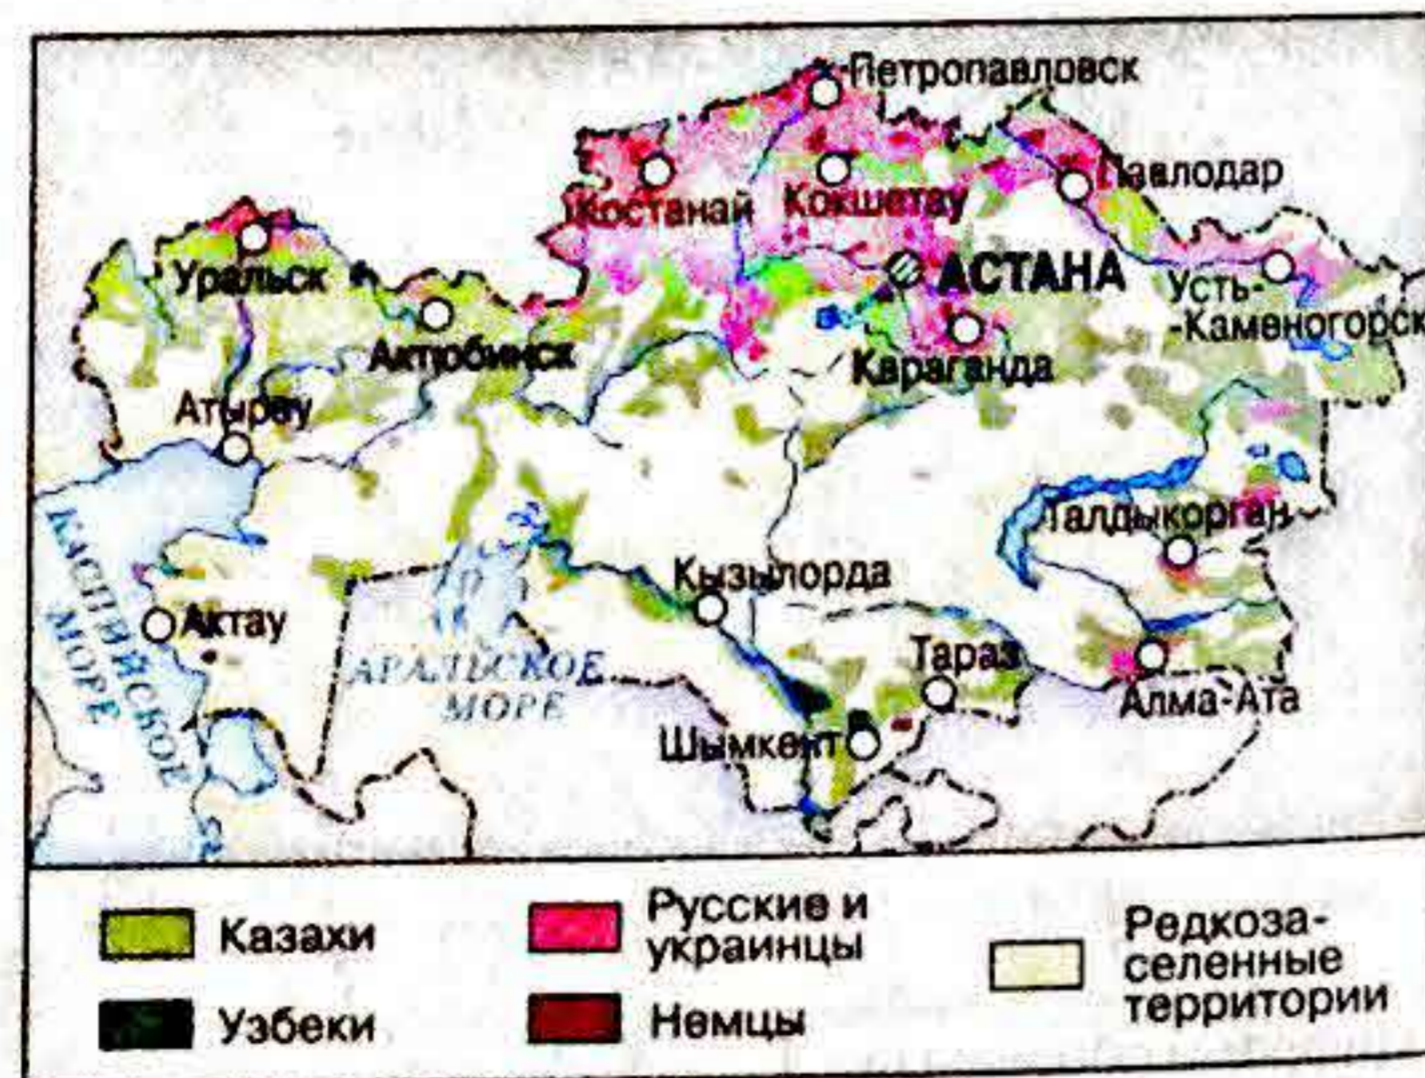 Петропавловск
Павлодар
Костанай
Кокшетау
Уральск
АСТАНА
Усть-
-Каменогорск
Актюбинск
Караганда
Атырау
Талдыкорган
КАСПИЙСКОЕ
МОРЕ
Кызылорда
Актау
Тараз
АРАЛЬСКОЕ
МОРЕ
Алма-Ата
Шымкент
Казахи
Узбеки
Русские и
украинцы
Немцы
Редкоза-
селенные
территории